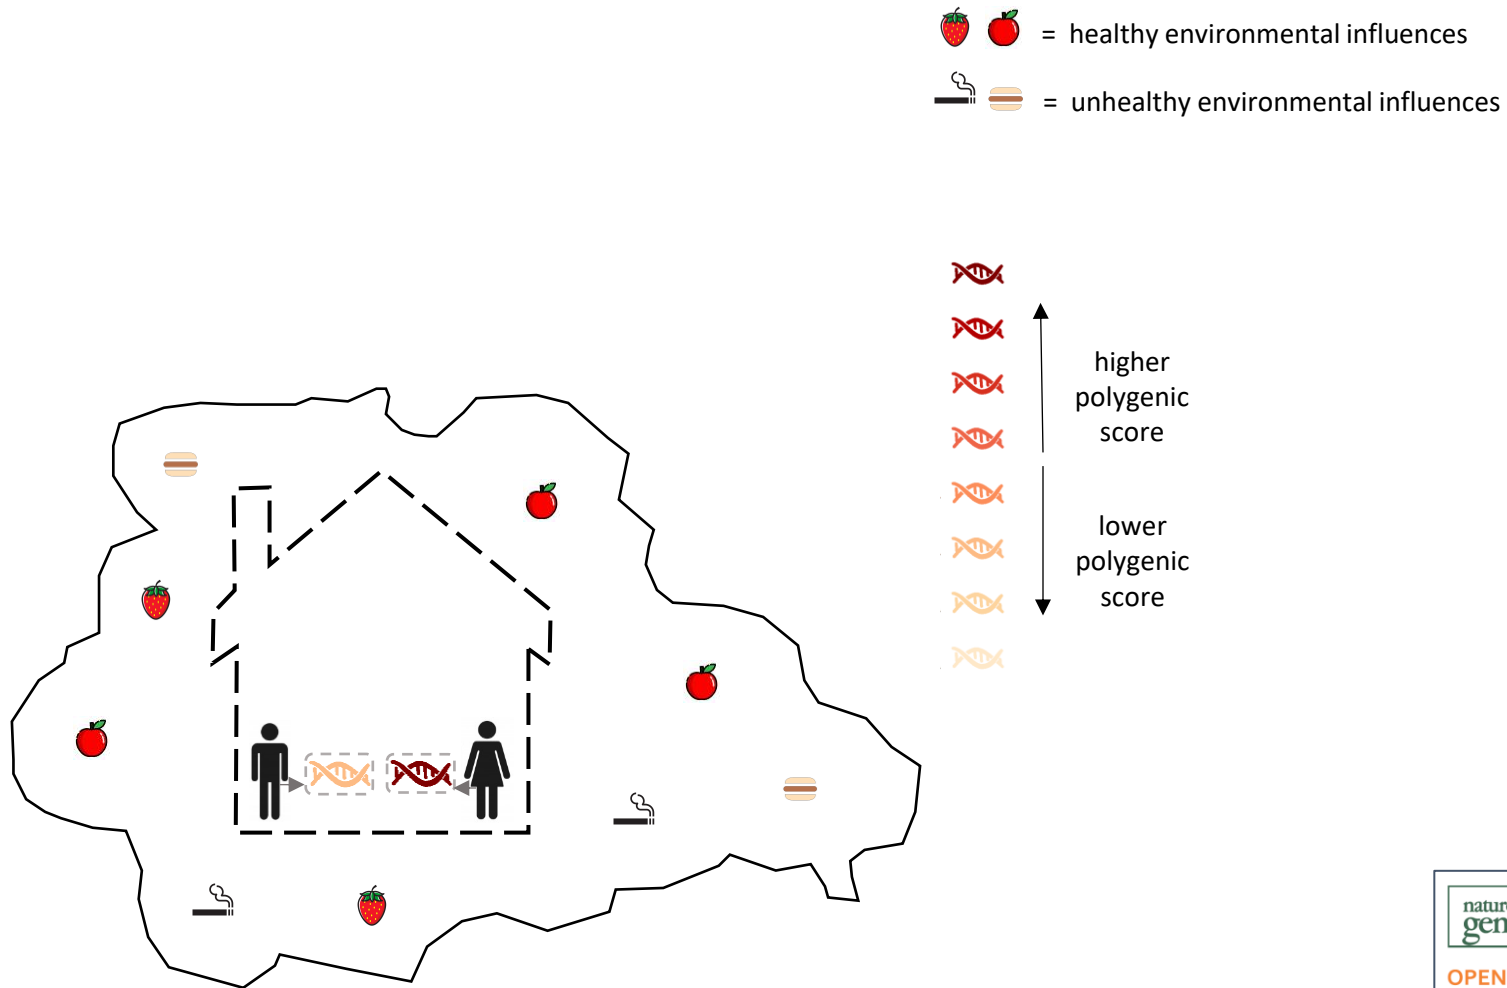 = healthy environmental influences
= unhealthy environmental influences
higher
polygenic
score
lower
polygenic
score
OPEN